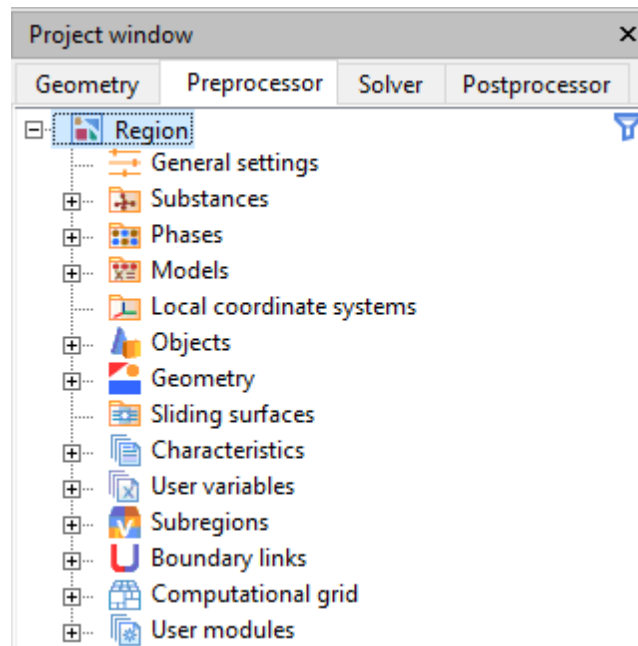 Project window
Geometry Preprocessor Solver Postprocessor
Region
General settings
Substances
Phases
Models
Local coordinate systems
Objects
Geometry
Sliding surfaces
Characteristics
User variables
Subregions
Boundary links
Computational grid
User modules